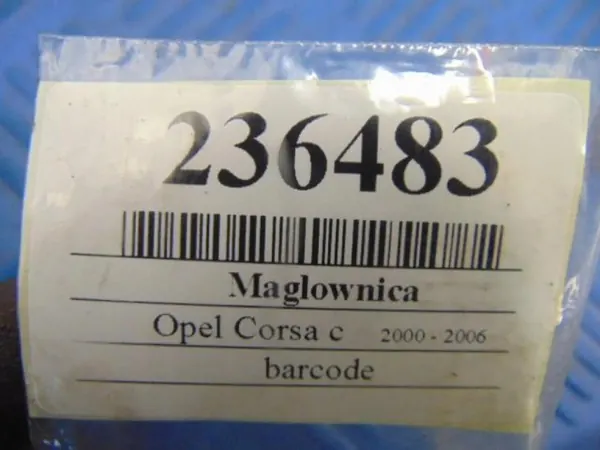 236483
Maglownica
Opel Corsa c 2000 - 2006
barcode